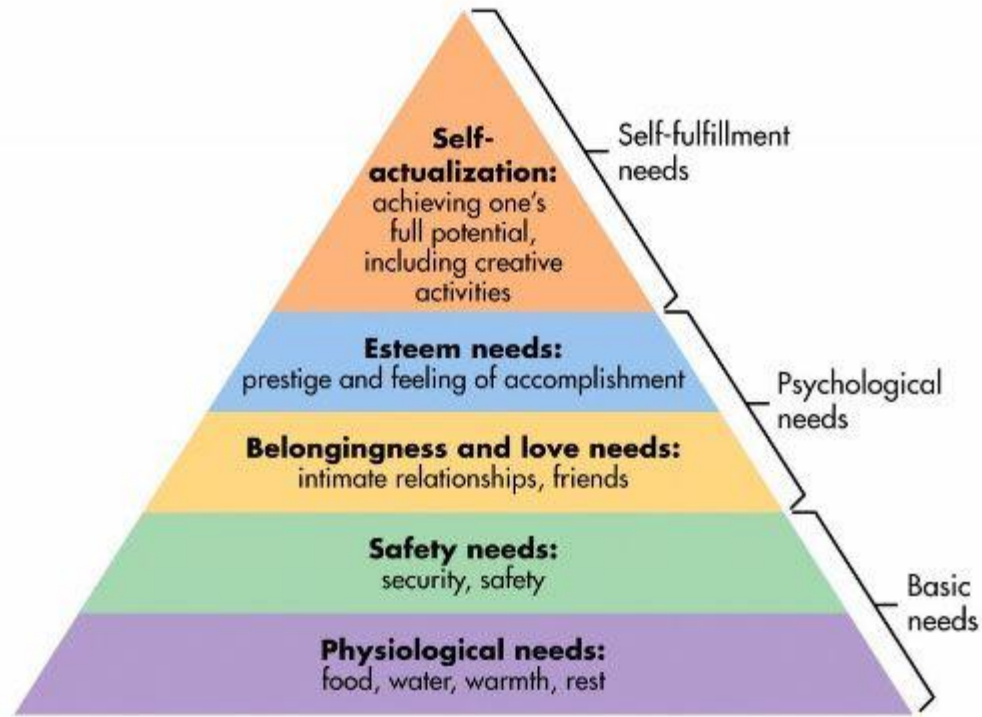 Self-
actualization:
achieving one's
full potential,
including creative
activities
Self-fulfillment
needs
Esteem needs:
prestige and feeling of accomplishment
Psychological
needs
Belongingness and love needs:
intimate relationships, friends
Safety needs:
security, safety
Basic
needs
Physiological needs:
food, water, warmth, rest